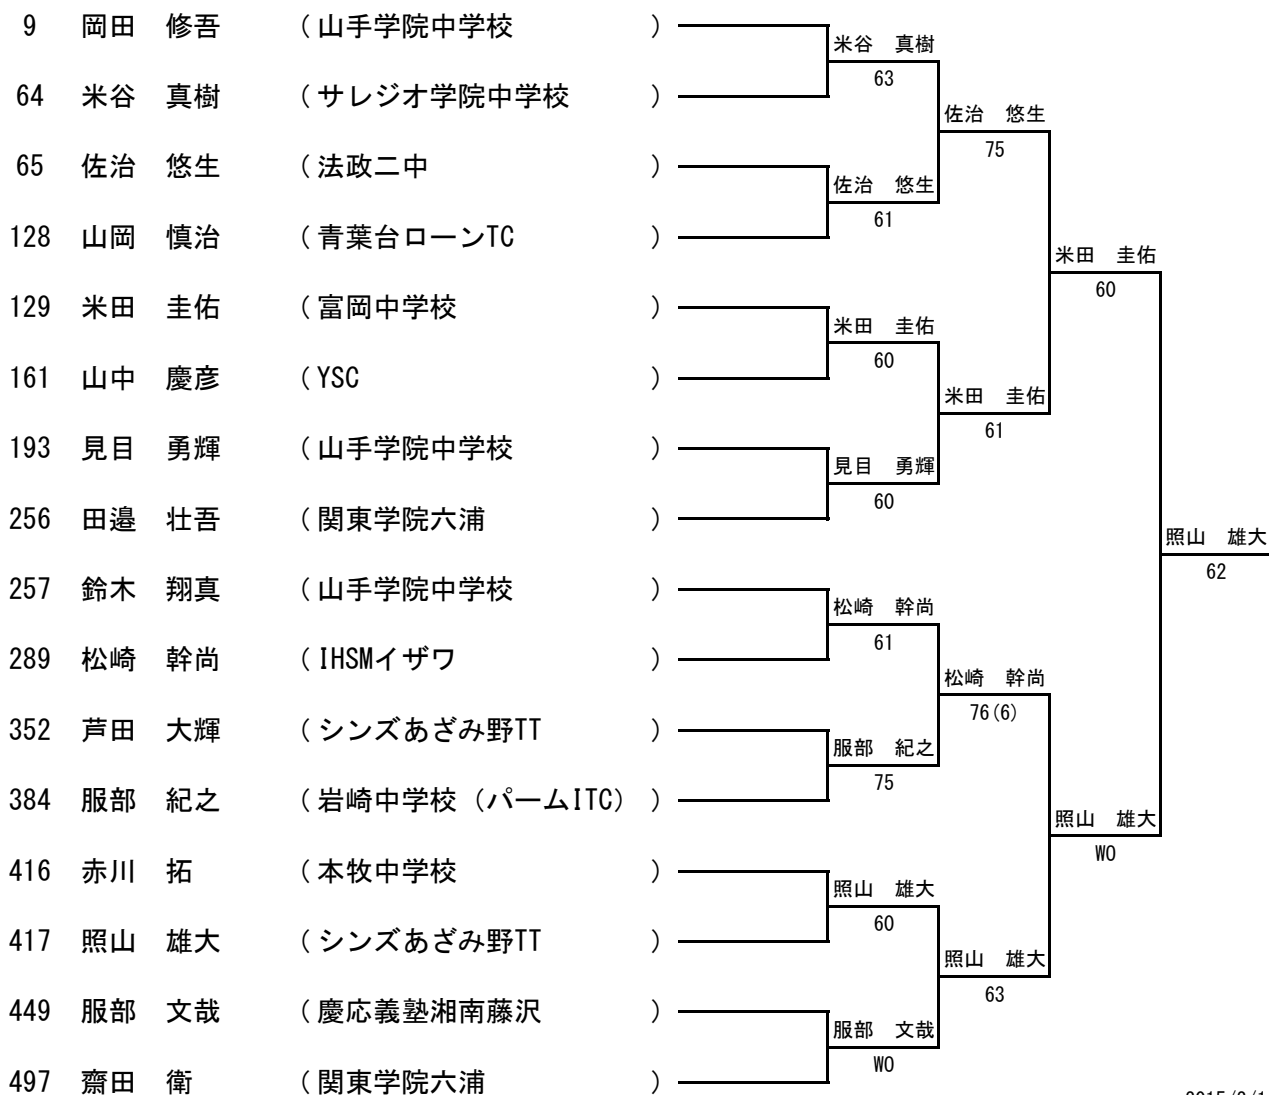 9 岡田 修吾 (山手学院中学校 )
米谷 真樹
63
64 米谷 真樹 (サレジオ学院中学校 )
佐治 悠生
75
65 佐治 悠生 (法政二中 )
佐治 悠生
61
128 山岡 慎治 (青葉台ローンTC )
米田 圭佑
60
129 米田 圭佑 (富岡中学校 )
米田 圭佑
60
161 山中 慶彦 (YSC )
米田 圭佑
61
193 見目 勇輝 (山手学院中学校 )
見目 勇輝
60
256 田邉 壮吾 (関東学院六浦 )
照山 雄大
62
257 鈴木 翔真 (山手学院中学校 )
松崎 幹尚
61
289 松崎 幹尚 (IHSMイザワ )
松崎 幹尚
76(6)
352 芦田 大輝 (シンズあざみ野TT )
服部 紀之
75
384 服部 紀之 (岩崎中学校（パームITC） )
照山 雄大
WO
416 赤川 拓 (本牧中学校 )
照山 雄大
60
417 照山 雄大 (シンズあざみ野TT )
照山 雄大
63
449 服部 文哉 (慶応義塾湘南藤沢 )
服部 文哉
WO
497 齋田 衛 (関東学院六浦 )